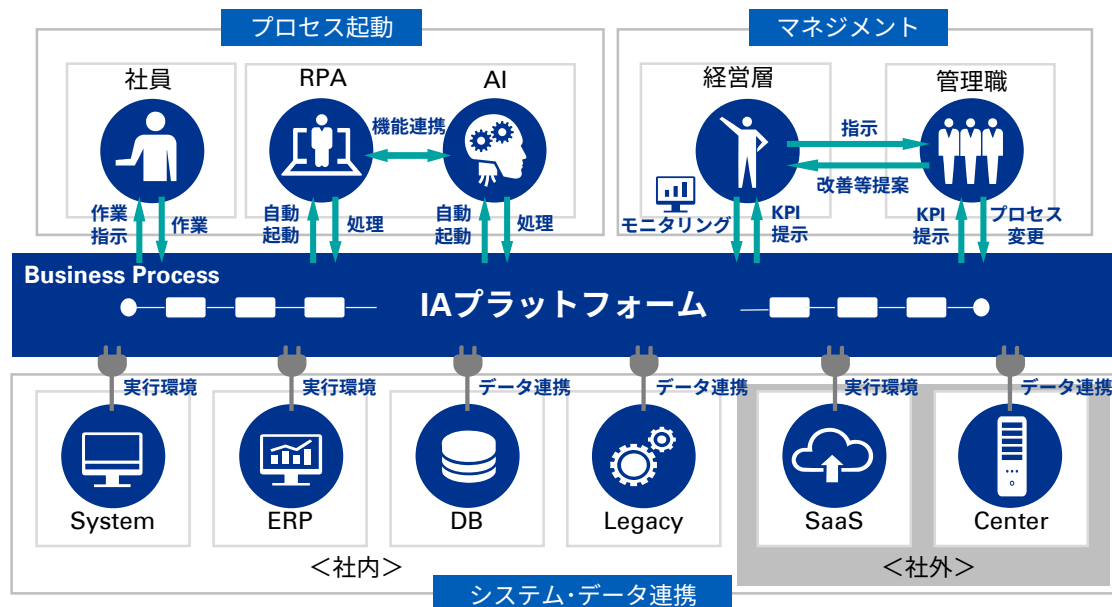 プロセス起動
マネジメント
社員
RPA
AI
経営層
管理職
機能連携
指示
改善等提案
作業
指示
作業
自動
起動
処理
自動
起動
処理
モニタリング
KPI
提示
KPI
提示
プロセス
変更
Business Process
IAプラットフォーム
実行環境
実行環境
データ連携
データ連携
実行環境
データ連携
System
ERP
DB
Legacy
SaaS
Center
＜社内＞
＜社外＞
システム・データ連携